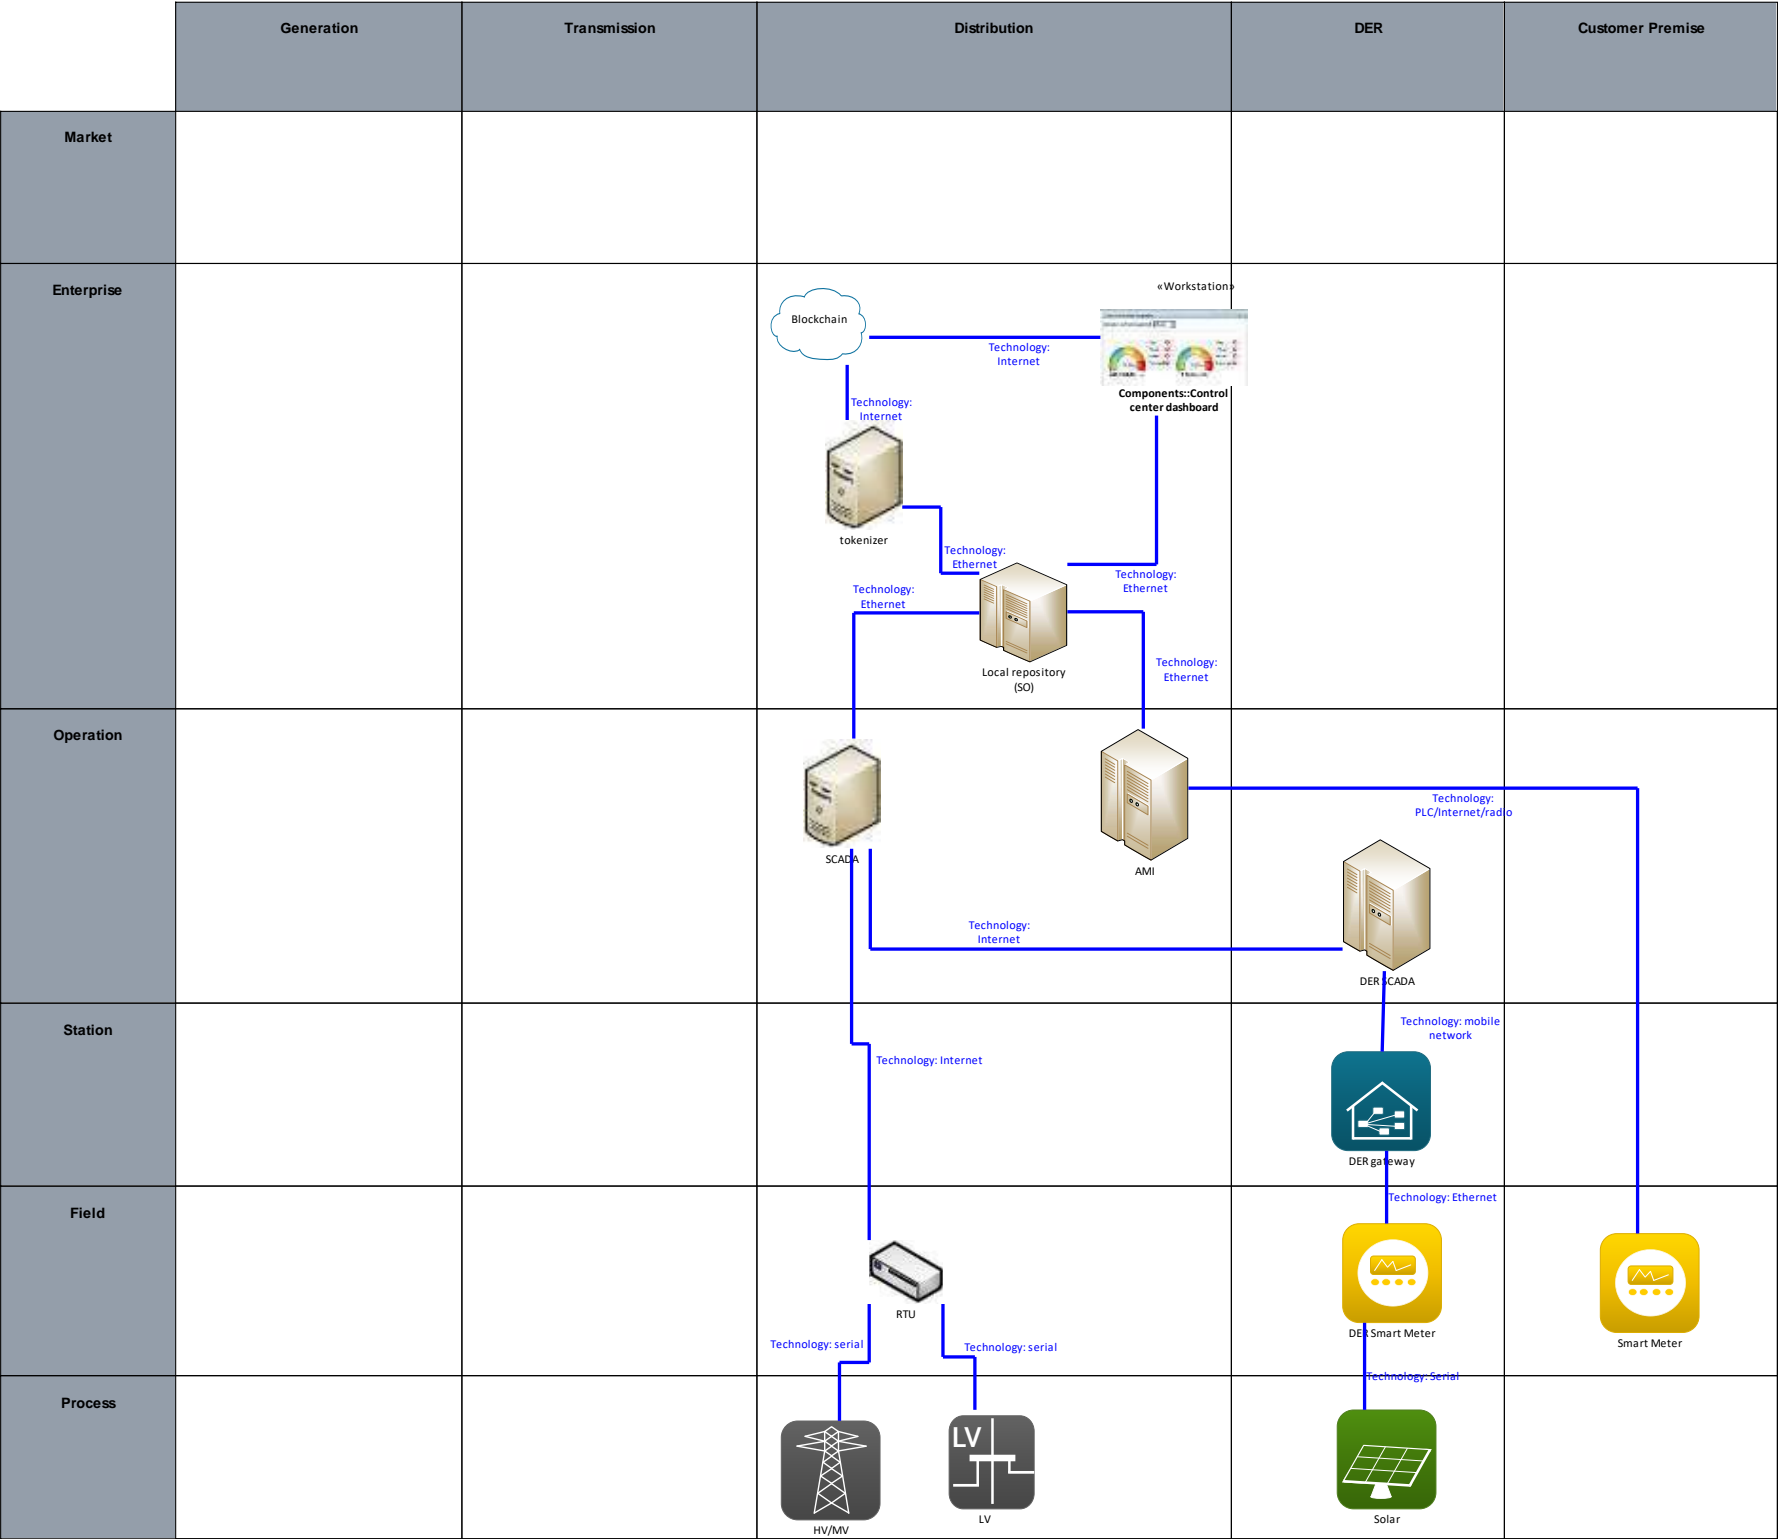 Generation
Transmission
Distribution
DER
Customer Premise
Market
Enterprise
«Workstation»
Blockchain
Technology:
Internet
Components::Control
center dashboard
Technology:
Internet
tokenizer
Technology:
Ethernet
Technology:
Ethernet
Technology:
Ethernet
Local repository
(SO)
Technology:
Ethernet
Operation
Technology:
PLC/Internet/radio
SCADA
AMI
Technology:
Internet
DER SCADA
Station
Technology: mobile
network
Technology: Internet
DER gateway
Field
Technology: Ethernet
RTU
DER Smart Meter
Smart Meter
Technology: serial
Technology: serial
Technology: Serial
Process
LV
HV/MV
LV
Solar